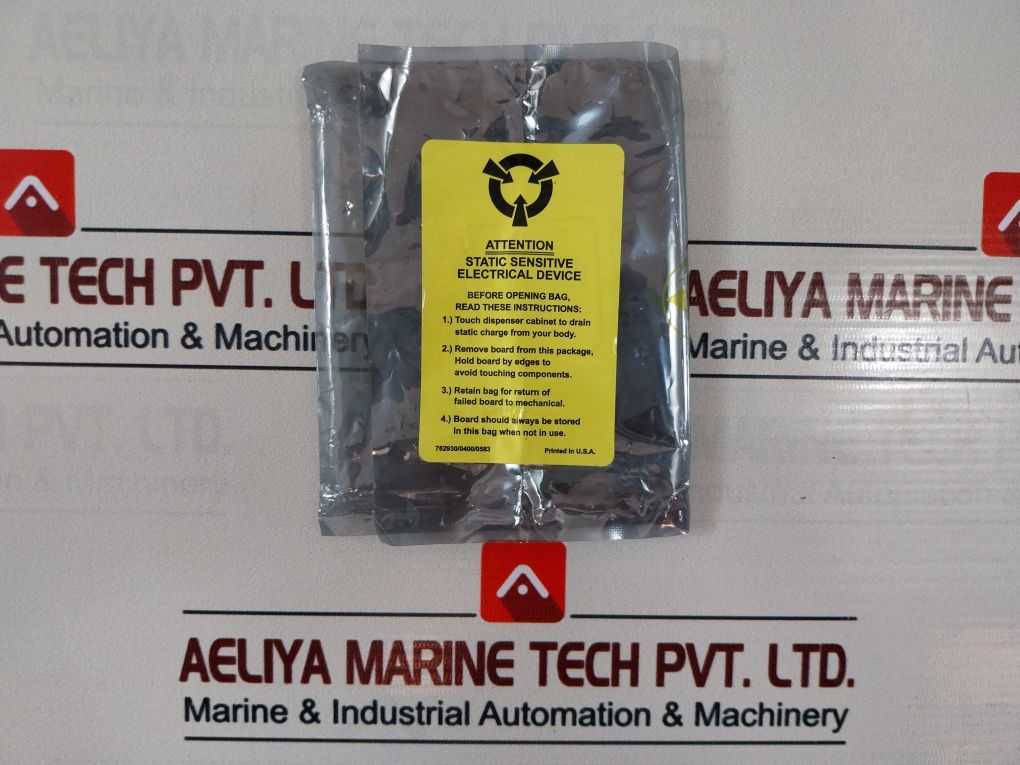 ATTENTION
STATIC SENSITIVE
ELECTRICAL DEVICE
BEFORE OPENING BAG,
READ THESE INSTRUCTIONS:
1.) Touch dispenser cabinet to drain
static charge from your body.
2.) Remove board from this package,
Hold board by edges to
avoid touching components.
3.) Retain bag for return of
failed board to mechanical.
4.) Board should always be stored
In this bag when not in use.
762930/0400/0583 Printed in U.S.A.
E TECH PVT. LTD
Automation & Machinery
AELIYA MARINE
Marine & Industrial Aut
AELIYA MARINE TECH PVT. LTD.
Marine & Industrial Automation & Machinery